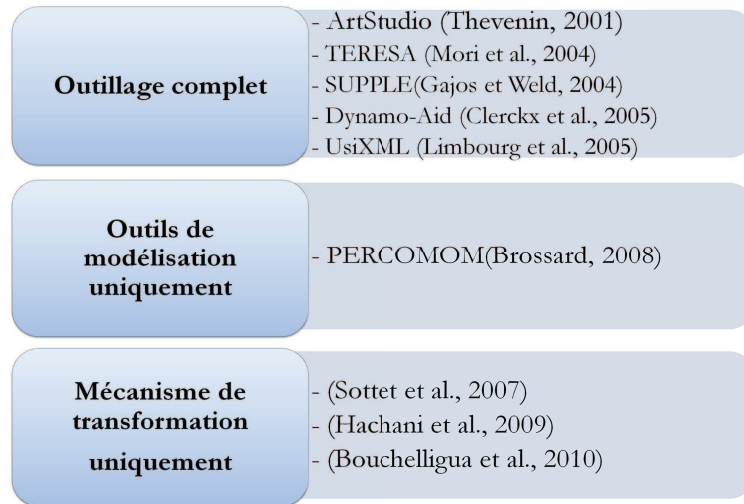 Outillage complet
- ArtStudio (Thevenin, 2001)
- TERESA (Mori et al., 2004)
- SUPPLE(Gajos et Weld, 2004)
- Dynamo-Aid (Clerckx et al., 2005)
- UsiXML (Limbourg et al., 2005)
Outils de
modélisation
uniquement
- PERCOMOM(Brossard, 2008)
Mécanisme de
transformation
uniquement
- (Sottet et al., 2007)
- (Hachani et al., 2009)
- (Bouchelligua et al., 2010)